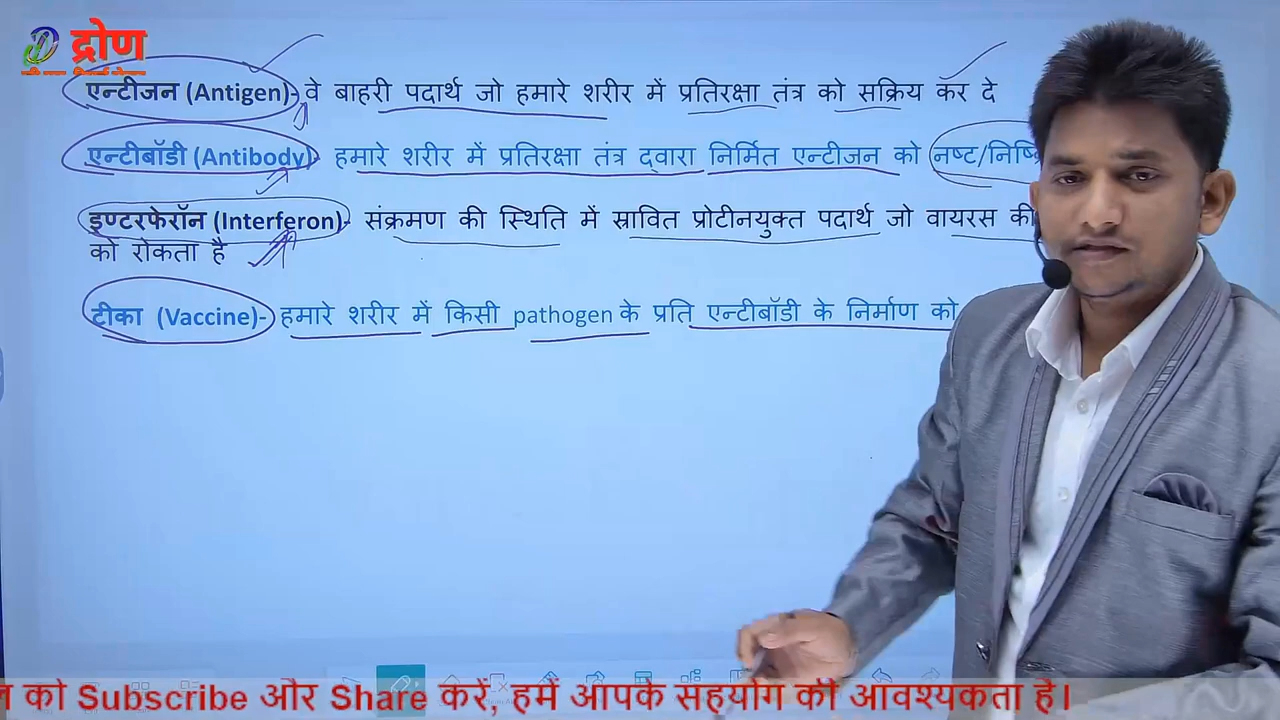 द्रोण
एन्टीजन (Antigen)- वे बाहरी पदार्थ जो हमारे शरीर में प्रतिरक्षा तंत्र को सक्रिय कर दे
एन्टीबॉडी (Antibody)- हमारे शरीर में प्रतिरक्षा तंत्र द्वारा निर्मित एन्टीजन को नष्ट/
इण्टरफेरॉन (Interferon)- संक्रमण की स्थिति में स्रावित प्रोटीनयुक्त पदार्थ जो वायरस की
को रोकता है
टीका (Vaccine)- हमारे शरीर में किसी pathogen के प्रति एन्टीबॉडी के निर्माण को
को Subscribe और Share करें, हमें आपके सहयोग की आवश्यकता है।